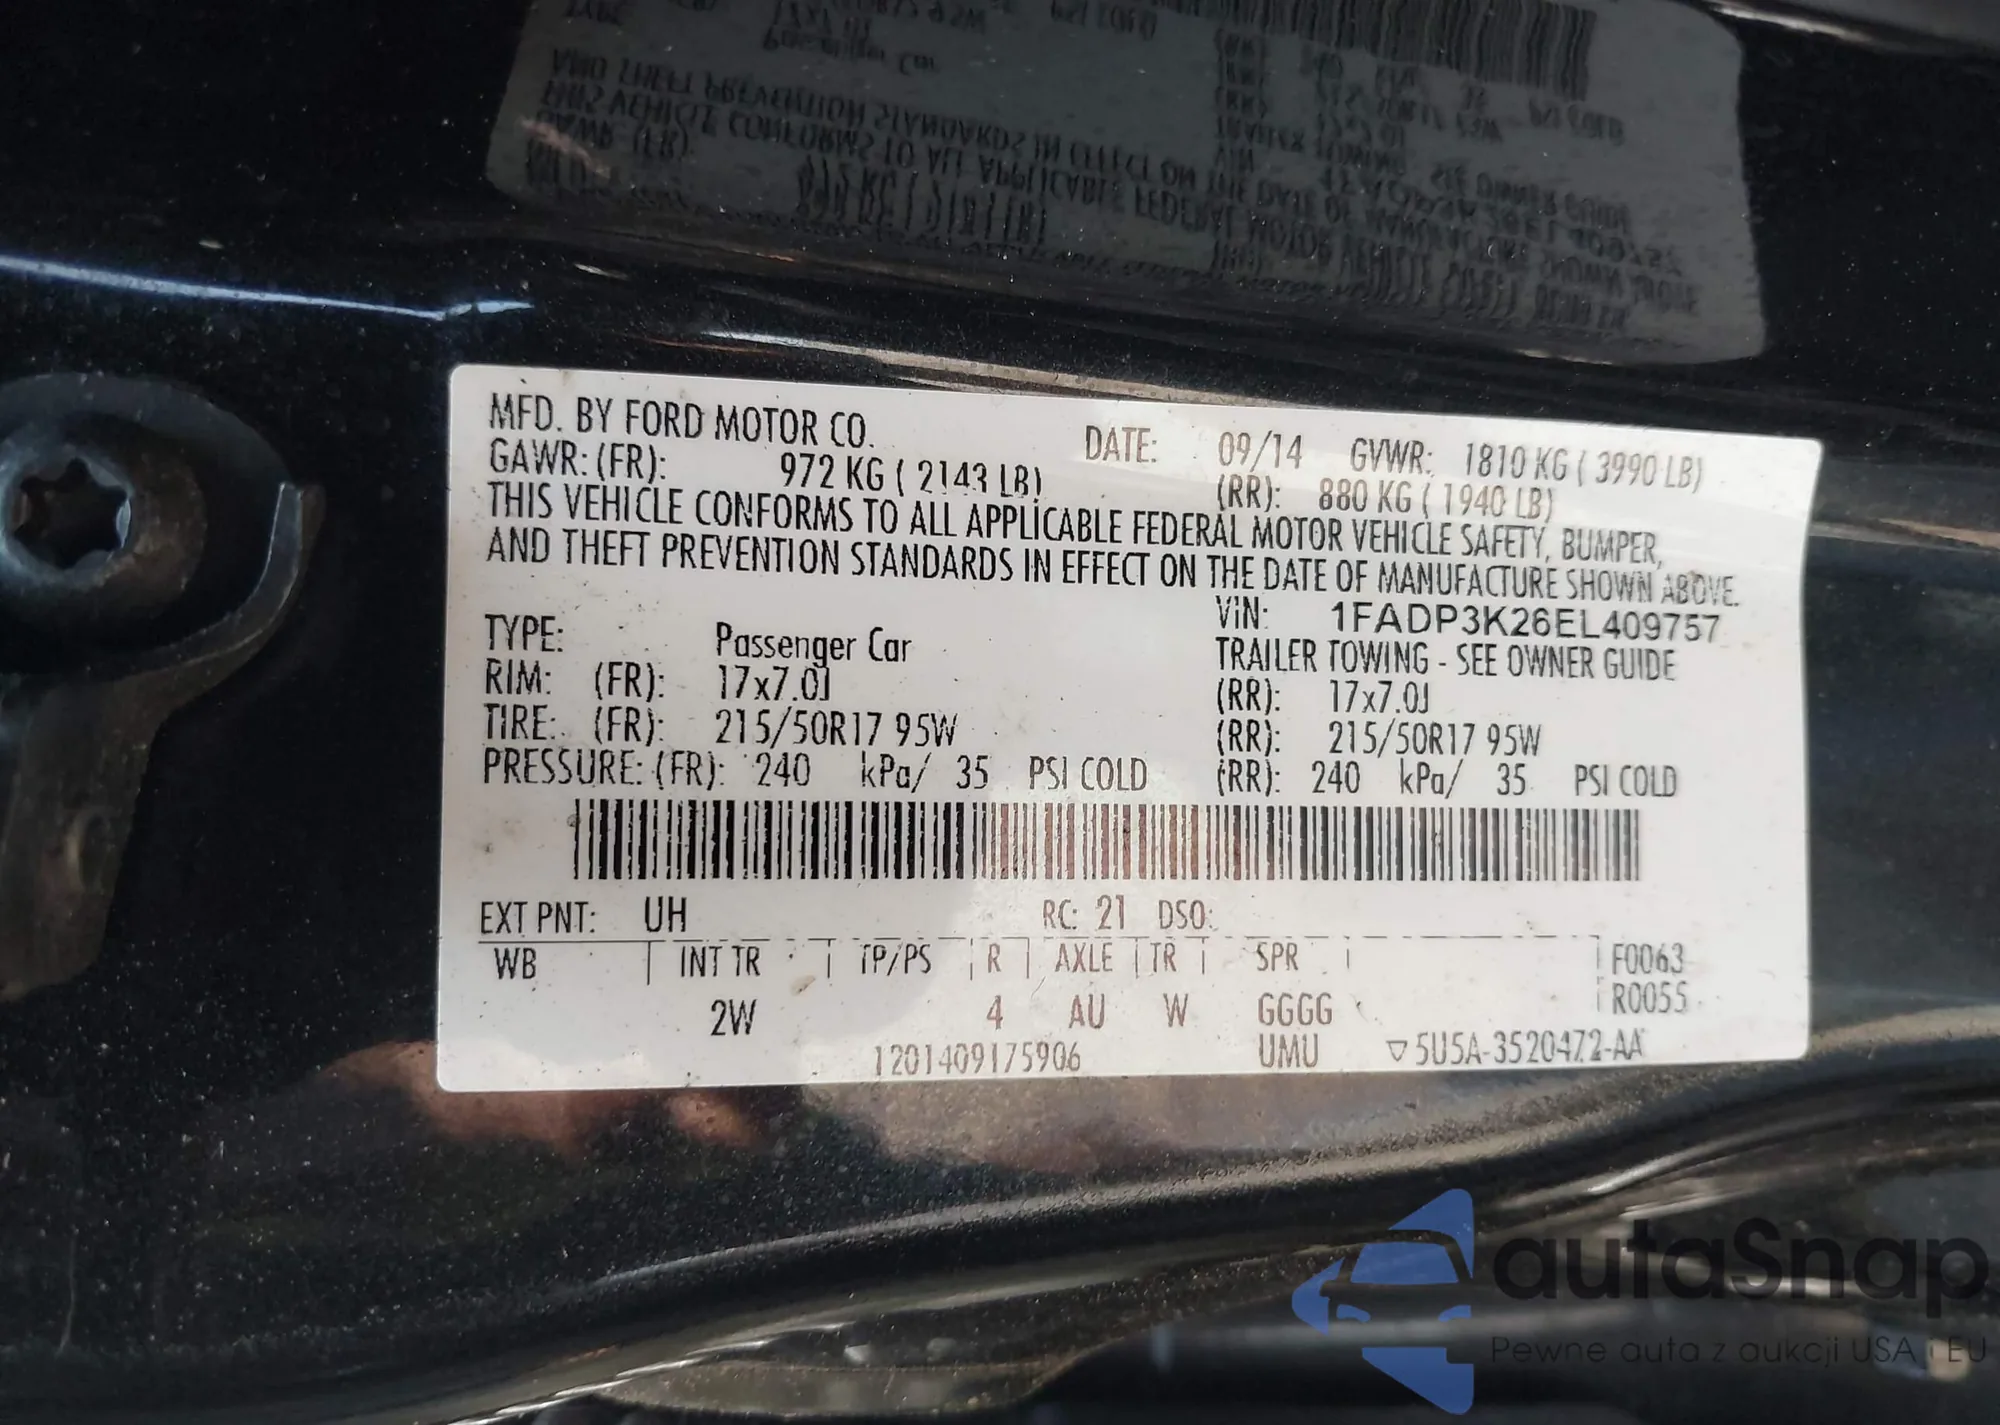 MFD. BY FORD MOTOR CO. DATE: 09/14 GVWR: 1810 KG ( 3990 LB)
GAWR: (FR): 972 KG ( 2143 LB) (RR): 880 KG ( 1940 LB)
THIS VEHICLE CONFORMS TO ALL APPLICABLE FEDERAL MOTOR VEHICLE SAFETY, BUMPER,
AND THEFT PREVENTION STANDARDS IN EFFECT ON THE DATE OF MANUFACTURE SHOWN ABOVE.
VIN: 1FADP3K26EL409757
TYPE: Passenger Car TRAILER TOWING - SEE OWNER GUIDE
RIM: (FR): 17x7.0J (RR): 17x7.0J
TIRE: (FR): 215/50R17 95W (RR): 215/50R17 95W
PRESSURE: (FR): 240 kPa/ 35 PSI COLD (RR): 240 kPa/ 35 PSI COLD
EXT PNT: UH RC: 21 DSO:
WB INT TR TP/PS R AXLE TR SPR F0063
2W 4 AU W GGGG R0055
1201409175906 UMU ▽5U5A-3520472-AA
autaSnap
Pewne auta z aukcji USA i EU